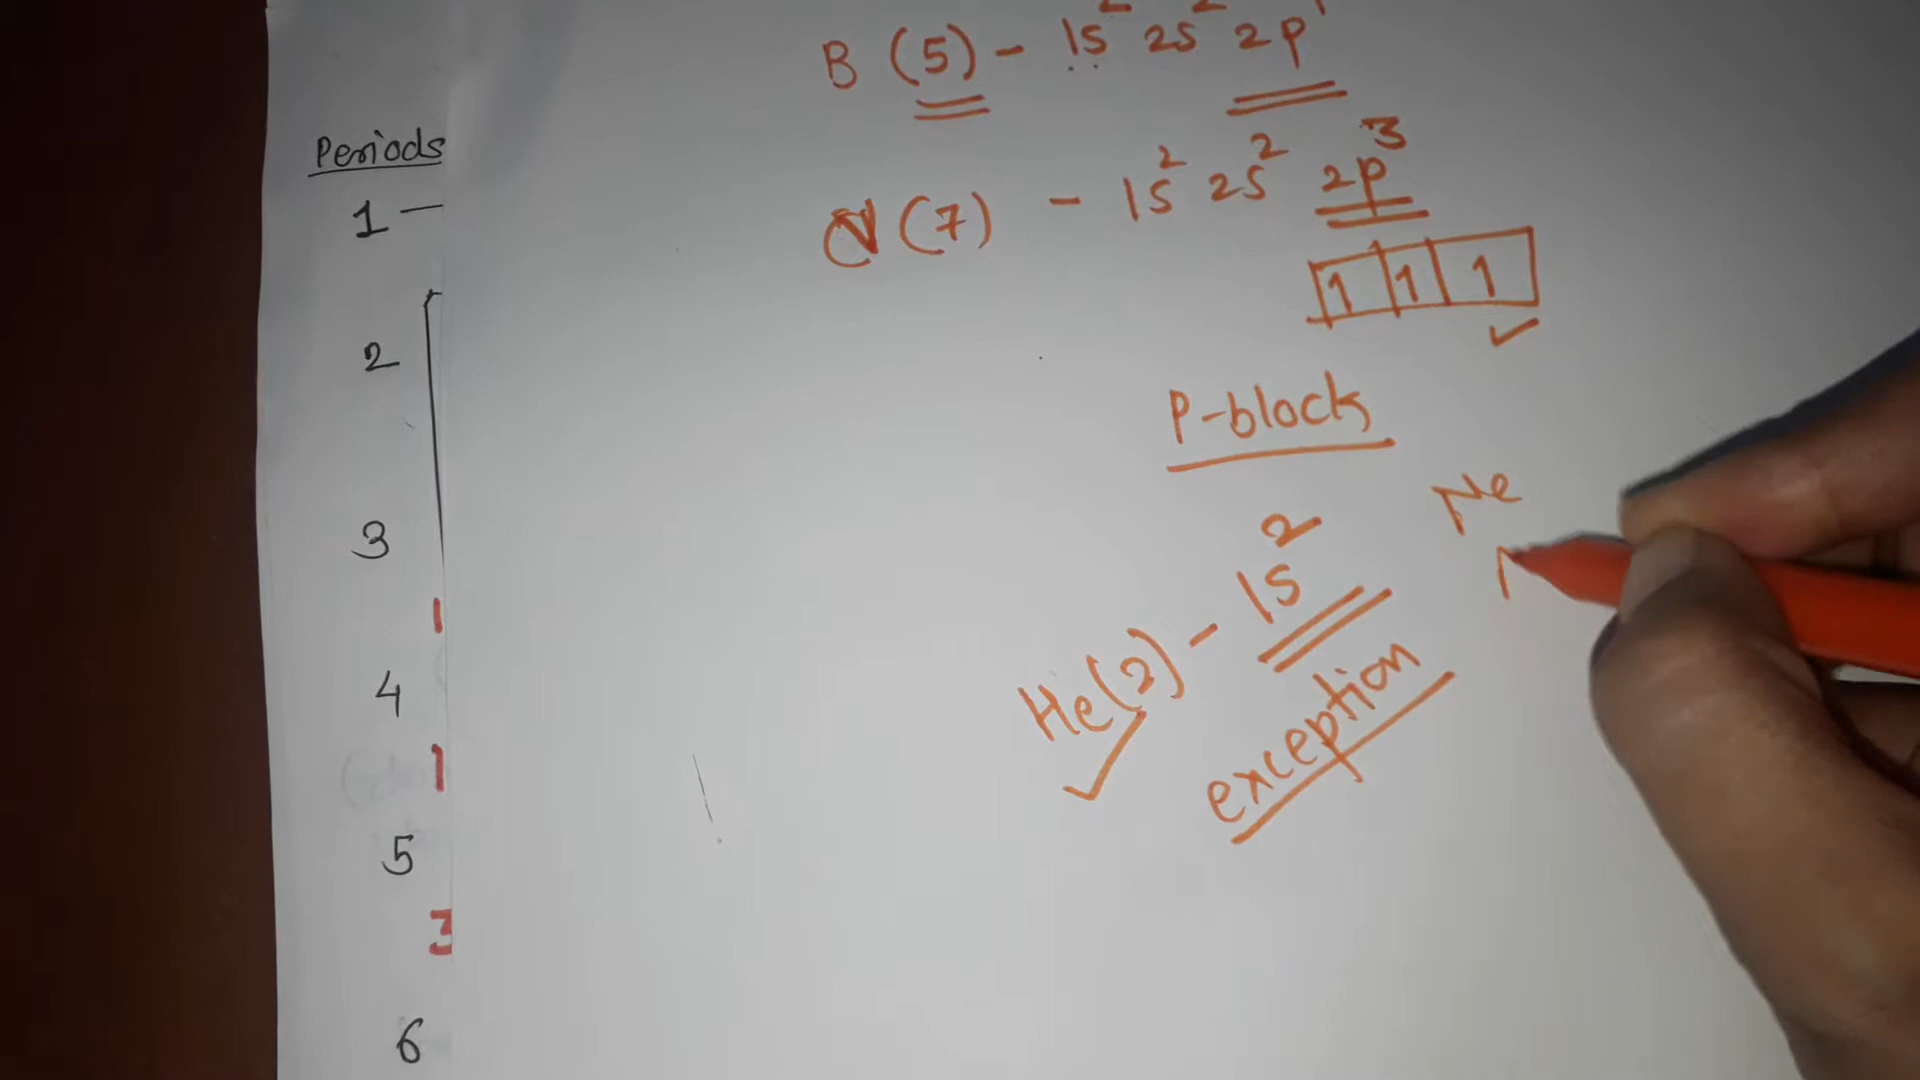 B (5) - 1s² 2s² 2p¹
Periods
1 —
N (7) - 1s² 2s² 2p³
1 1 1
2
P-block
Ne
3
He(2) - 1s²
exception
4
5
6